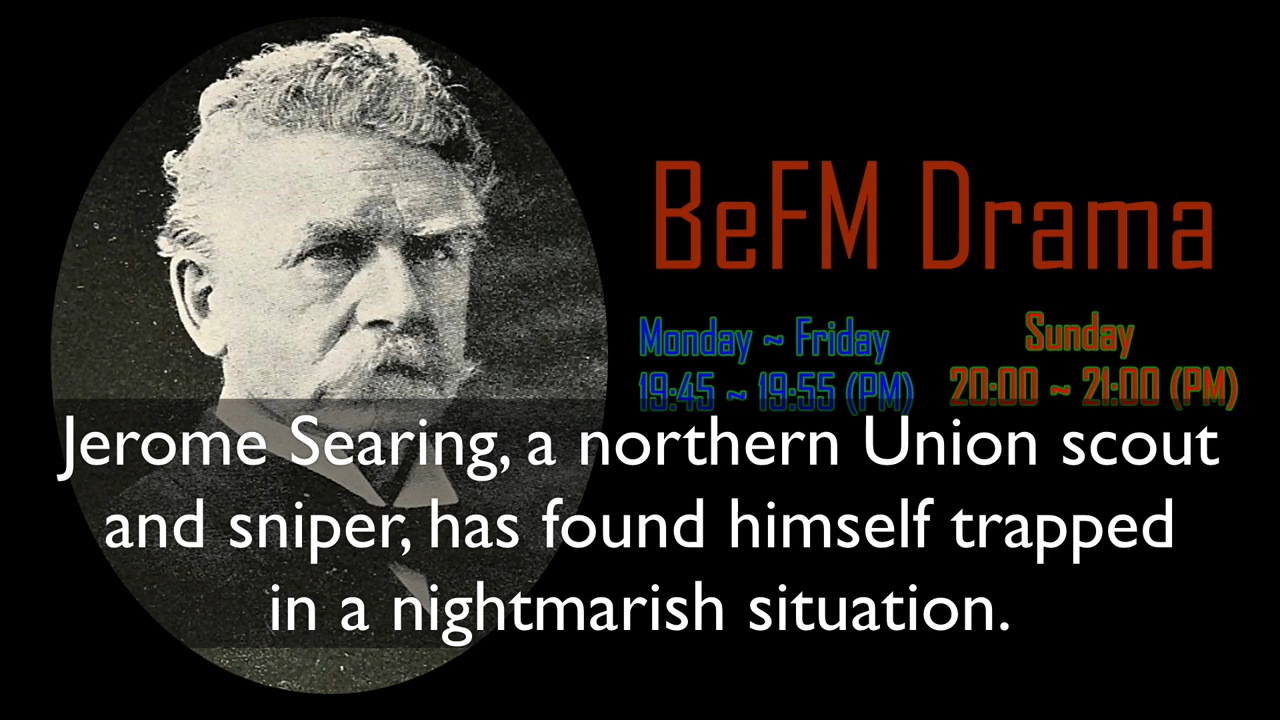 BeFM Drama
Monday ~ Friday
19:45 ~ 19:55 (PM)
Sunday
20:00 ~ 21:00 (PM)
Jerome Searing, a northern Union scout
and sniper, has found himself trapped
in a nightmarish situation.